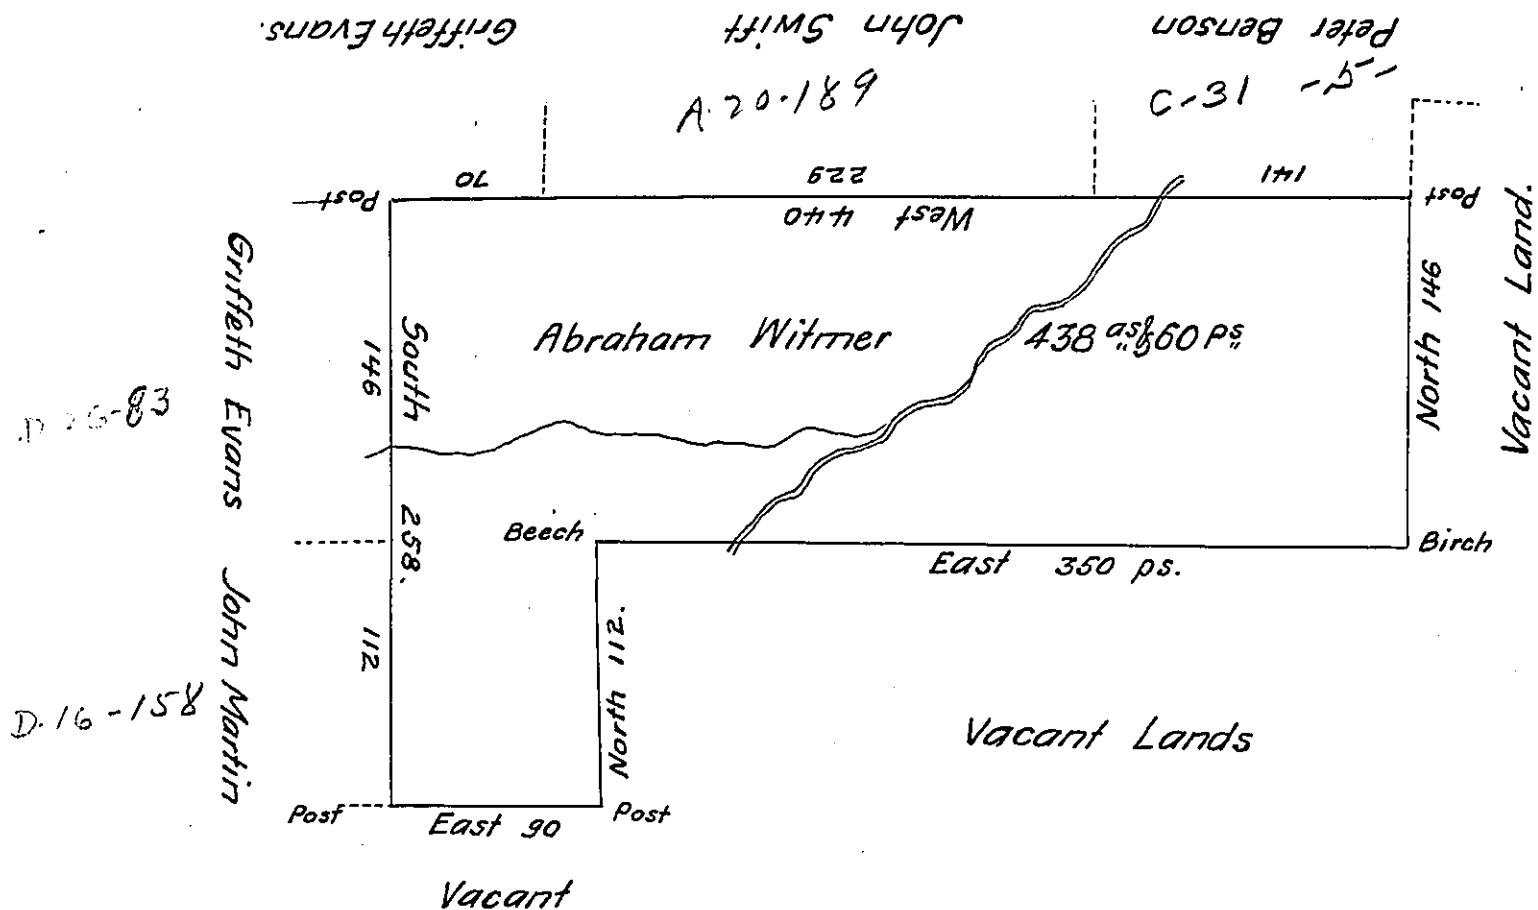 Griffeth Evans.
John Swift
Peter Benson
A. 20. 189
C-31 -5-
70
229
141
Post
West 440
Post
Griffeth Evans
South
146
Abraham Witmer
438 as & 60 Ps
North 146
Vacant Land.
83
258.
Beech
East 350 ps.
Birch
John Martin
112
North 112.
D. 16-158
Vacant Lands
Post
East 90
Post
Vacant